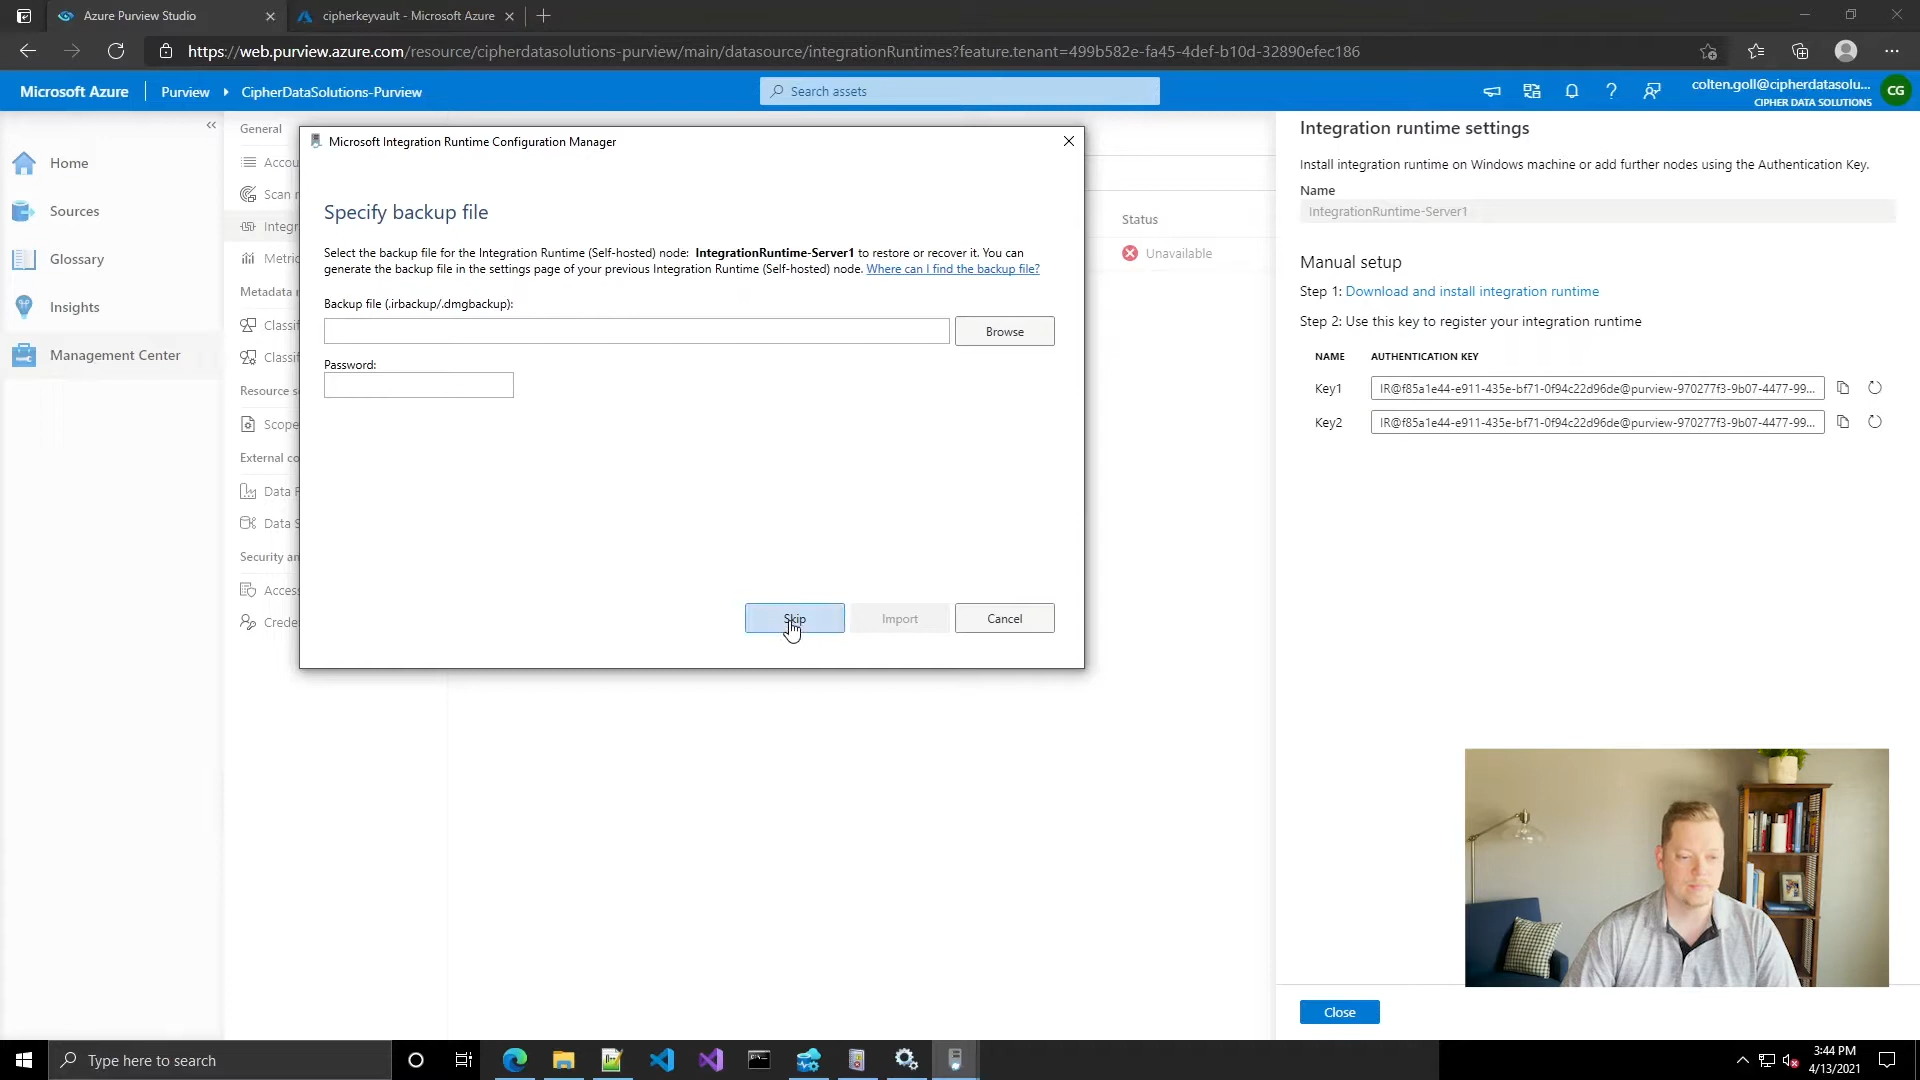 Azure Purview Studio
cipherkeyvault - Microsoft Azure
https://web.purview.azure.com/resource/cipherdatasolutions-purview/main/datasource/integrationRuntimes?feature.tenant=499b582e-fa45-4def-b10d-32890efec186
Microsoft Azure
Purview
CipherDataSolutions-Purview
Search assets
colten.goll@cipherdatasolu...
CIPHER DATA SOLUTIONS
CG
Home
Sources
Glossary
Insights
Management Center
General
Accou
Scan r
Integr
Metric
Metadata
Classif
Classif
Resource s
Scope
External co
Data F
Data S
Security an
Access
Crede
Microsoft Integration Runtime Configuration Manager
Specify backup file
Select the backup file for the Integration Runtime (Self-hosted) node: IntegrationRuntime-Server1 to restore or recover it. You can
generate the backup file in the settings page of your previous Integration Runtime (Self-hosted) node. Where can I find the backup file?
Backup file (.irbackup/.dmgbackup):
Browse
Password:
Skip
Import
Cancel
Status
Unavailable
Integration runtime settings
Install integration runtime on Windows machine or add further nodes using the Authentication Key.
Name
IntegrationRuntime-Server1
Manual setup
Step 1: Download and install integration runtime
Step 2: Use this key to register your integration runtime
NAME AUTHENTICATION KEY
Key1 IR@f85a1e44-e911-435e-bf71-0f94c22d96de@purview-970277f3-9b07-4477-99...
Key2 IR@f85a1e44-e911-435e-bf71-0f94c22d96de@purview-970277f3-9b07-4477-99...
Close
Type here to search
3:44 PM
4/13/2021